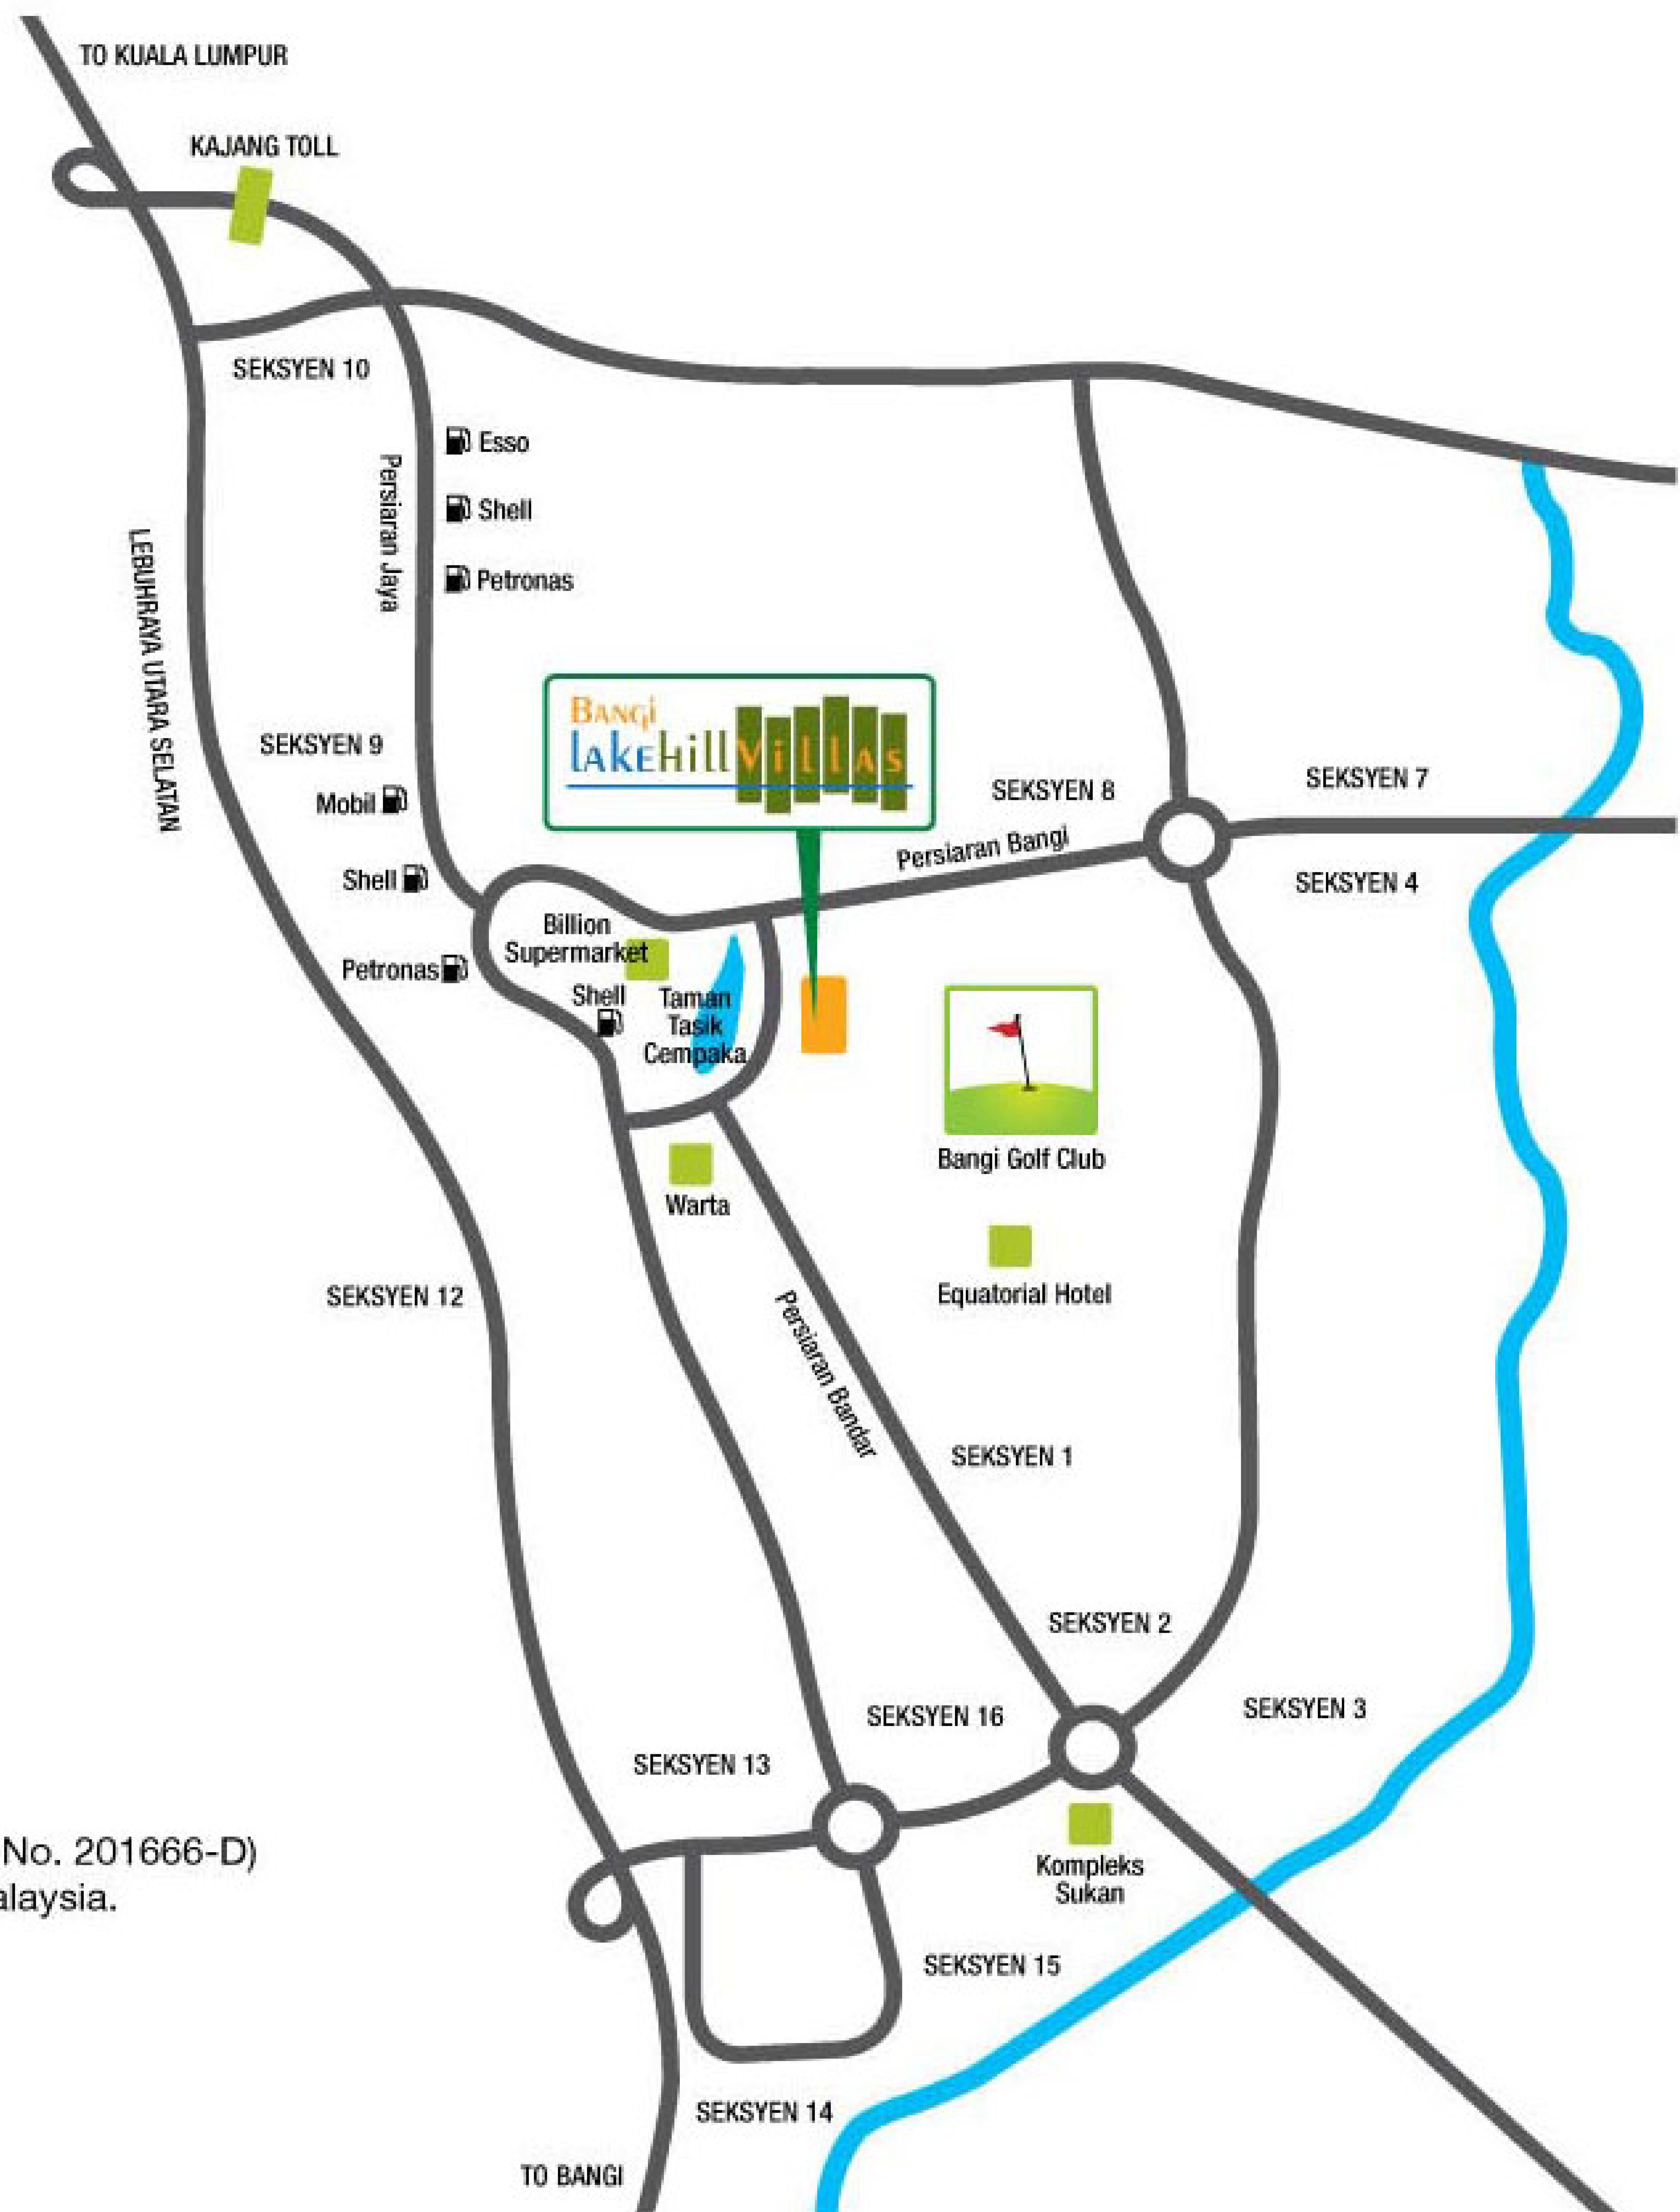 TO KUALA LUMPUR
KAJANG TOLL
SEKSYEN 10
Esso
Shell
Petronas
Persiaran Jaya
LEBUHRAYA UTARA SELATAN
BANGi
lAKEhill VillAs
SEKSYEN 9
Mobil
SEKSYEN 8
SEKSYEN 7
Persiaran Bangi
Shell
SEKSYEN 4
Billion
Supermarket
Petronas
Shell
Taman
Tasik
Cempaka
Bangi Golf Club
Warta
Equatorial Hotel
SEKSYEN 12
Persiaran Bandar
SEKSYEN 1
SEKSYEN 2
SEKSYEN 3
SEKSYEN 16
SEKSYEN 13
No. 201666-D)
alaysia.
Kompleks
Sukan
SEKSYEN 15
SEKSYEN 14
TO BANGI